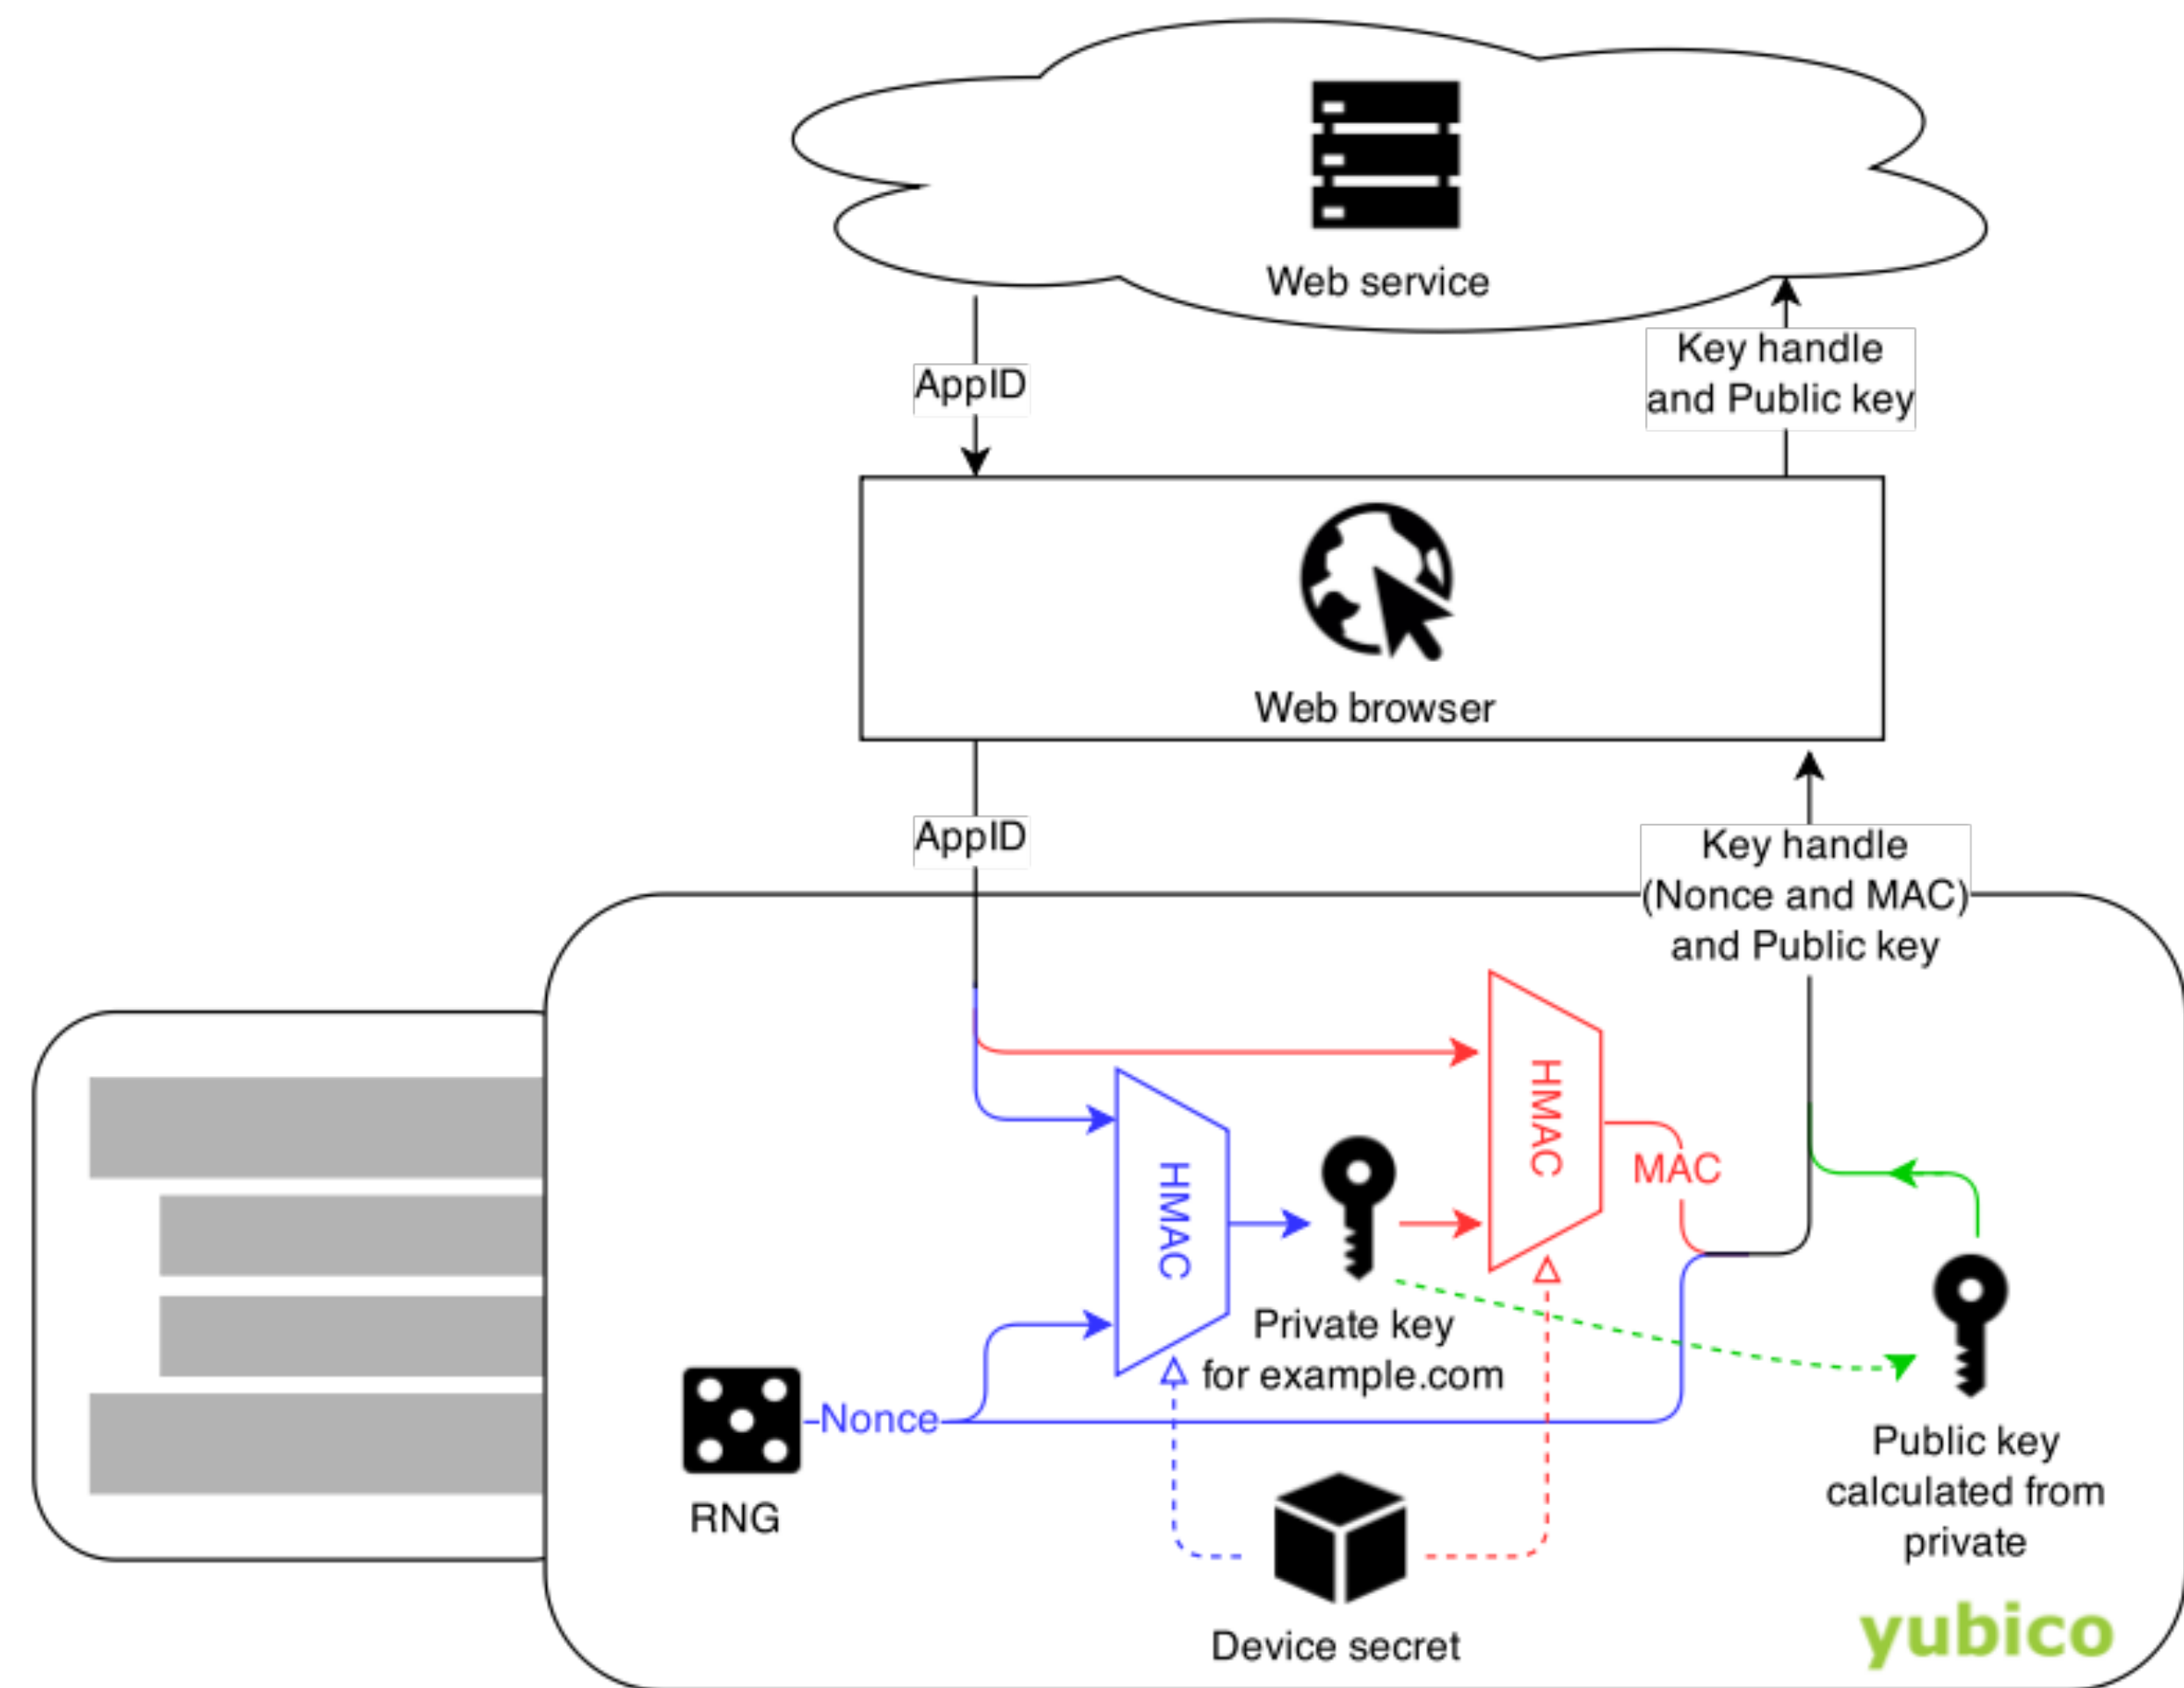 Web service
AppID
Key handle
and Public key
Web browser
AppID
Key handle
(Nonce and MAC)
and Public key
HMAC
HMAC
MAC
Private key
for example.com
Nonce
RNG
Device secret
Public key
calculated from
private
yubico